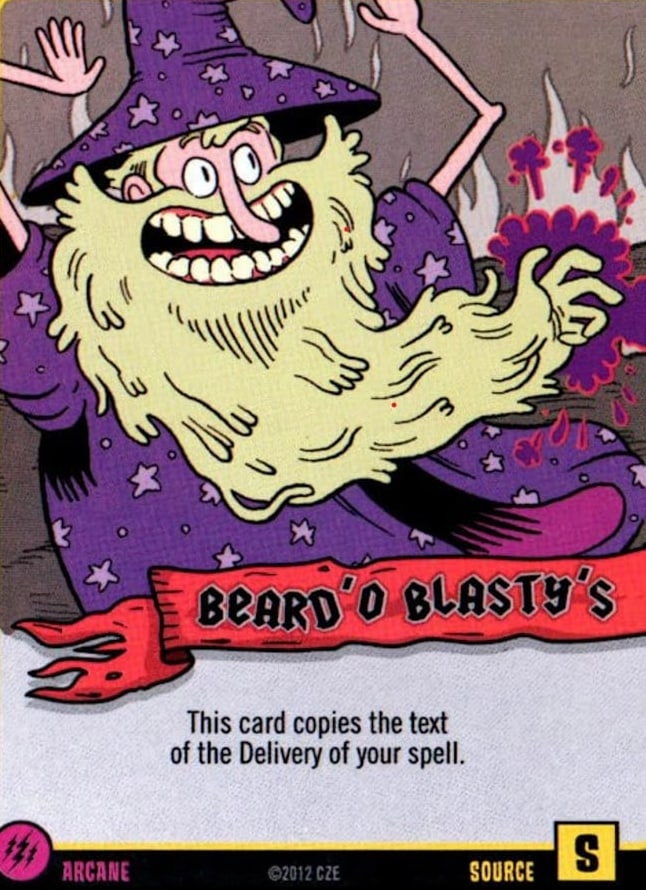 BEARD'O BLASTY'S
This card copies the text
of the Delivery of your spell.
ARCANE
©2012 CZE
SOURCE
S